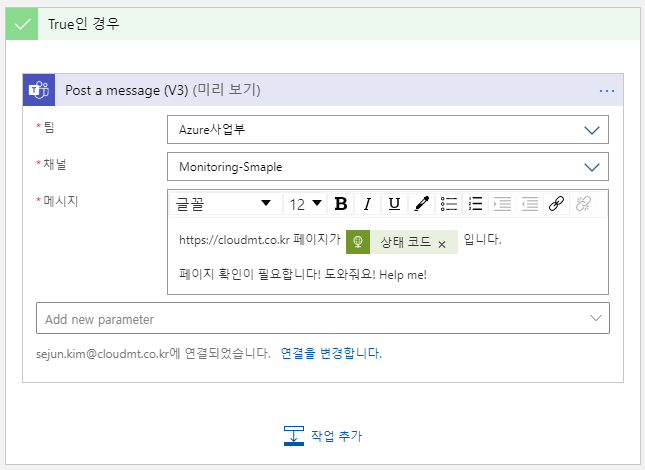 True인 경우
Post a message (V3) (미리 보기)
* 팀
Azure사업부
* 채널
Monitoring-Smaple
* 메시지
글꼴 12 B I U
https://cloudmt.co.kr 페이지가 상태 코드 × 입니다.
페이지 확인이 필요합니다! 도와줘요! Help me!
Add new parameter
sejun.kim@cloudmt.co.kr에 연결되었습니다. 연결을 변경합니다.
작업 추가